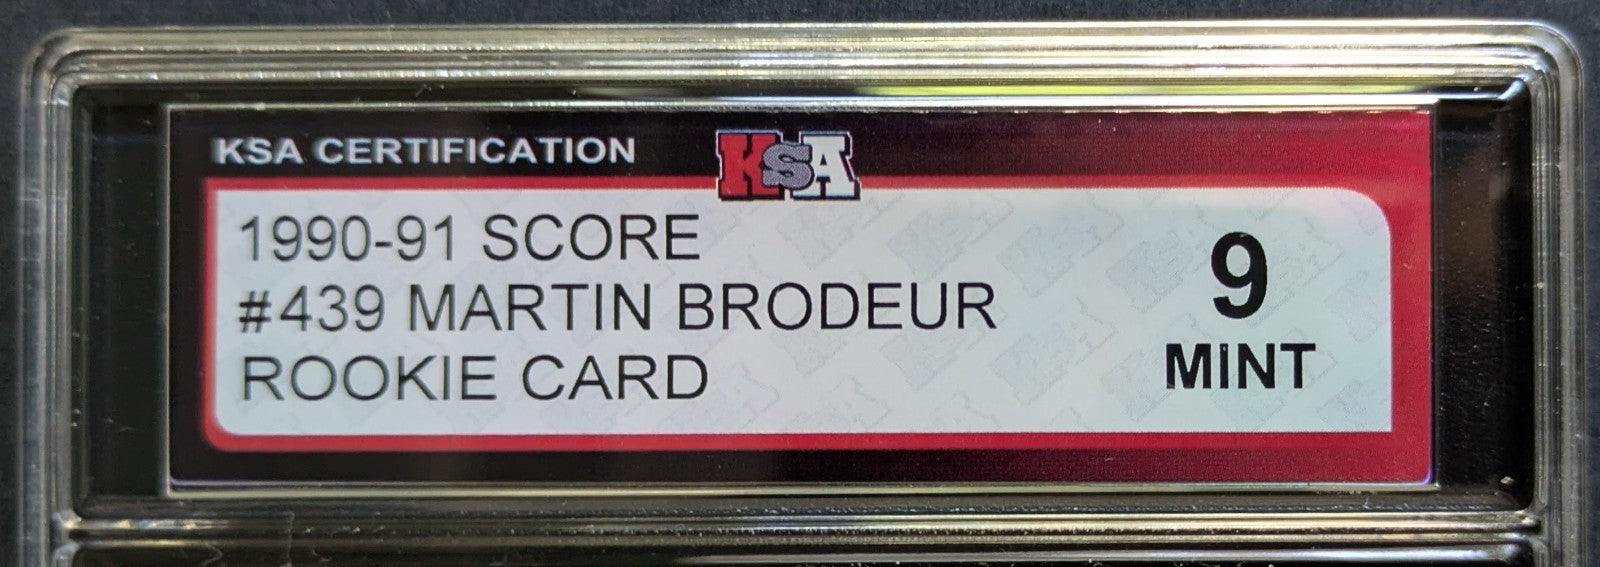 KSA CERTIFICATION
KSA
1990-91 SCORE
#439 MARTIN BRODEUR
ROOKIE CARD
9
MINT